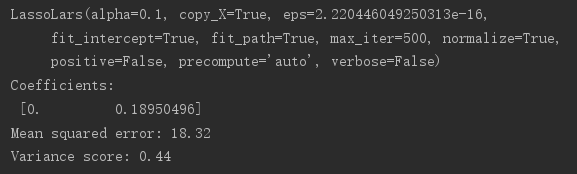 LassoLars(alpha=0.1, copy_X=True, eps=2.220446049250313e-16,
     fit_intercept=True, fit_path=True, max_iter=500, normalize=True,
     positive=False, precompute='auto', verbose=False)
Coefficients:
 [0.         0.18950496]
Mean squared error: 18.32
Variance score: 0.44